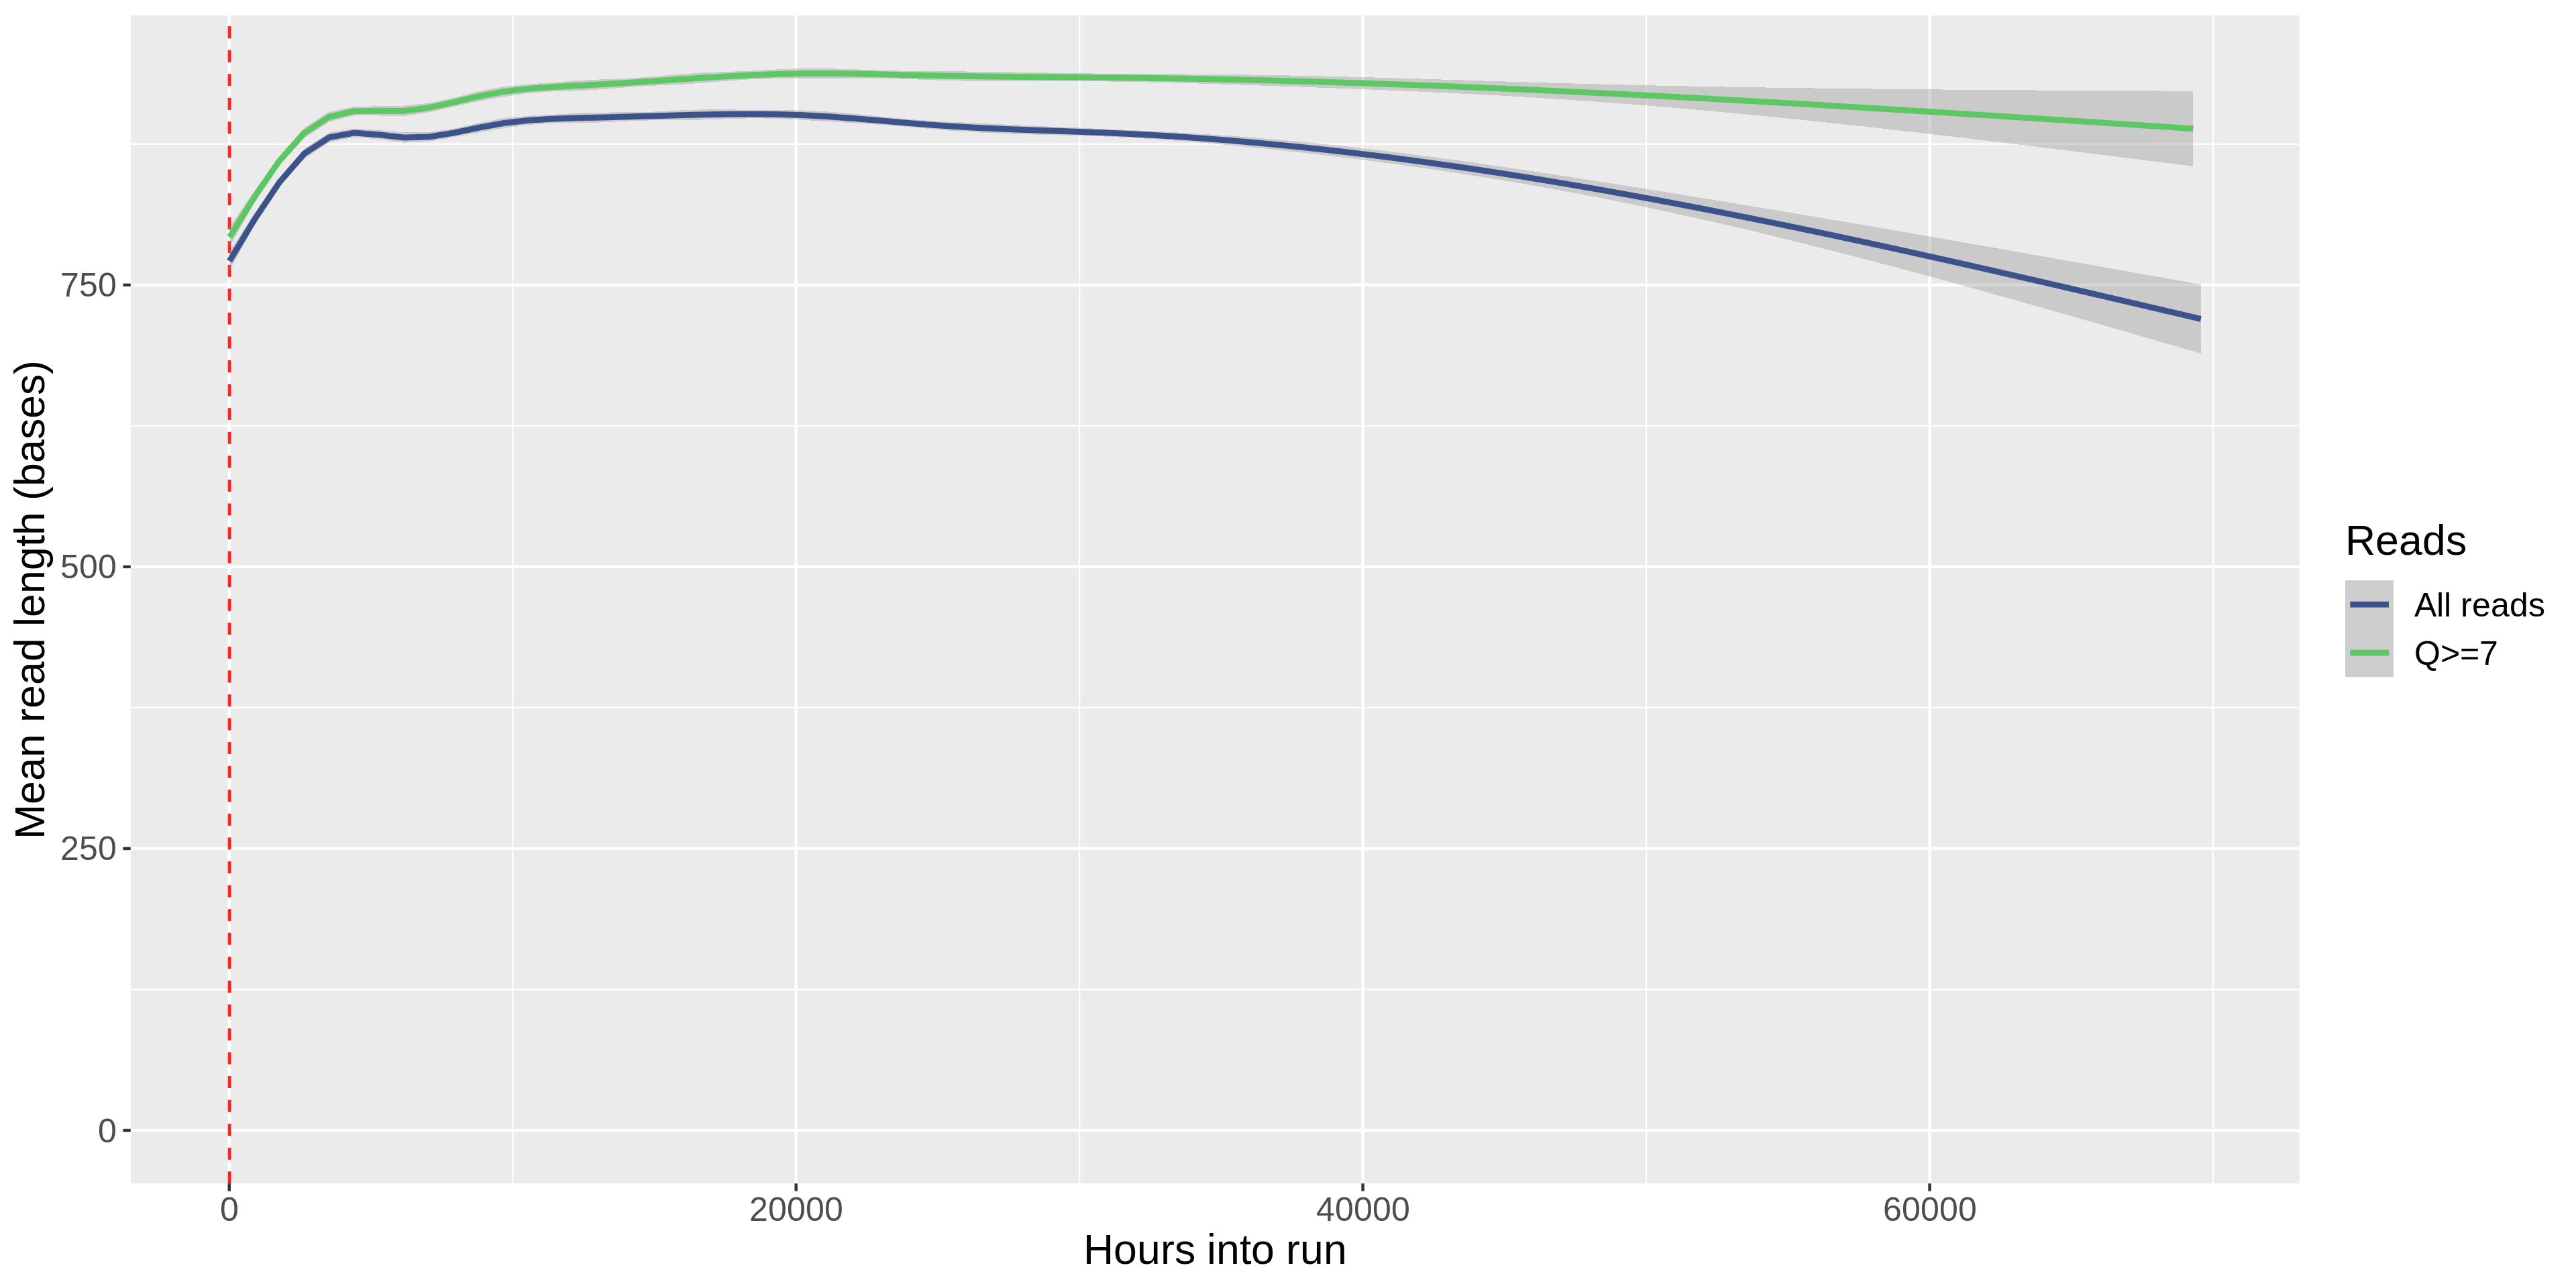 Mean read length (bases)
750
500
250
0
0 20000 40000 60000
Hours into run
Reads
All reads
Q>=7